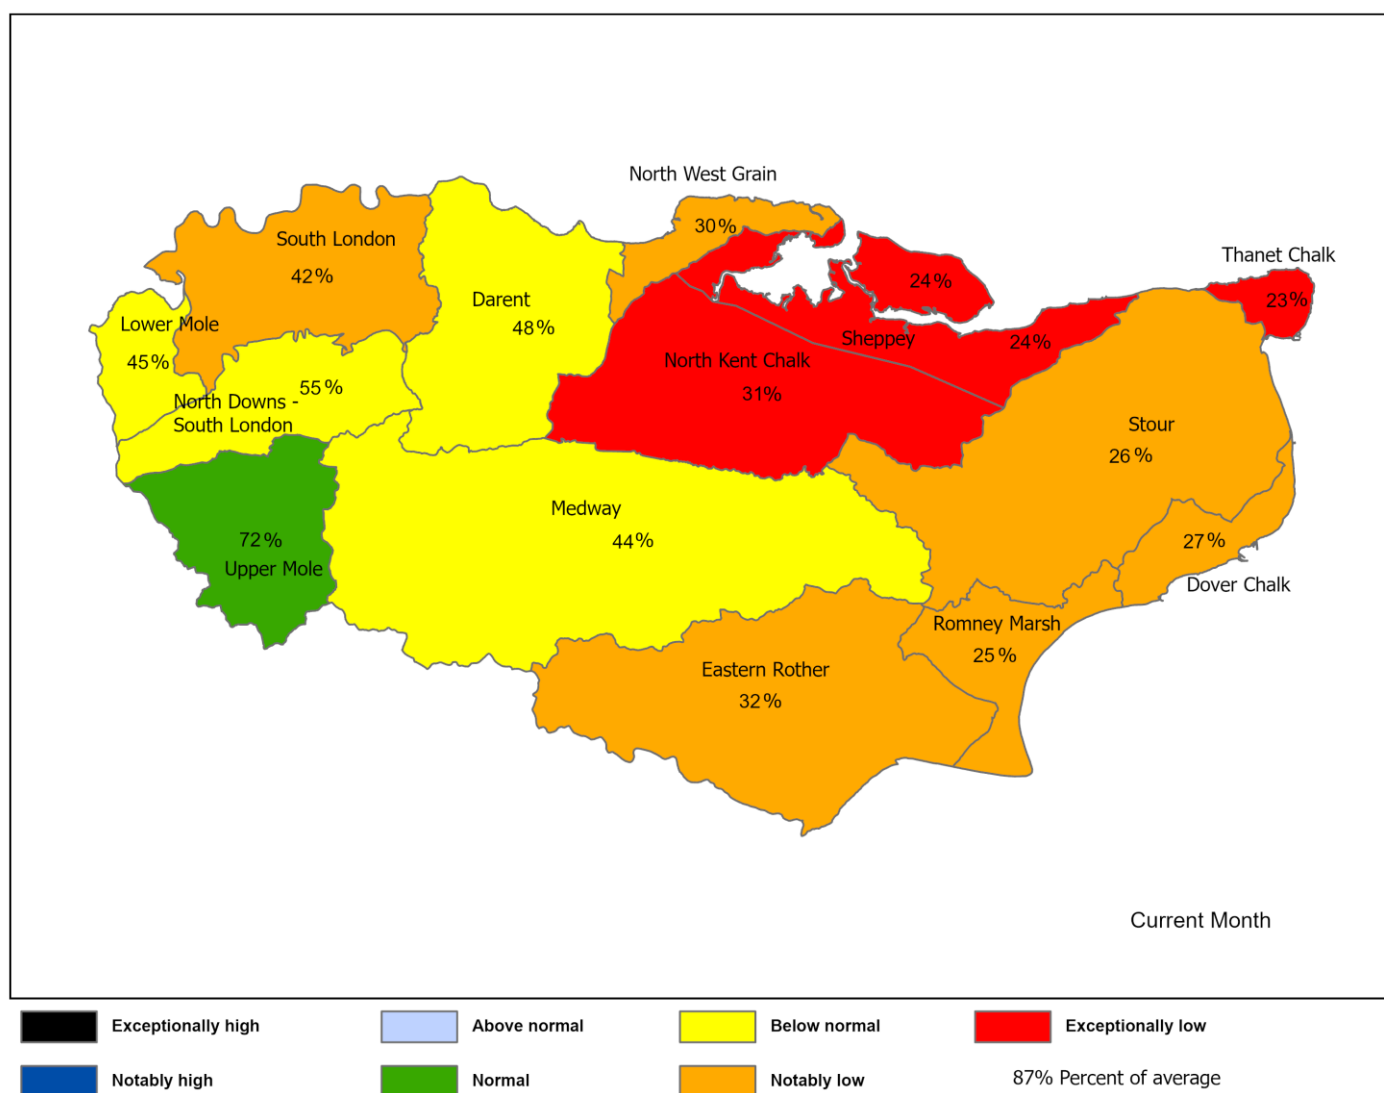 North West Grain
30%
South London
42%
Thanet Chalk
23%
24%
Darent
48%
Lower Mole
45%
Sheppey
24%
North Kent Chalk
31%
55%
North Downs -
South London
Stour
26%
Medway
44%
72%
Upper Mole
27%
Dover Chalk
Romney Marsh
25%
Eastern Rother
32%
Current Month
Exceptionally high
Above normal
Below normal
Exceptionally low
Notably high
Normal
Notably low
87% Percent of average